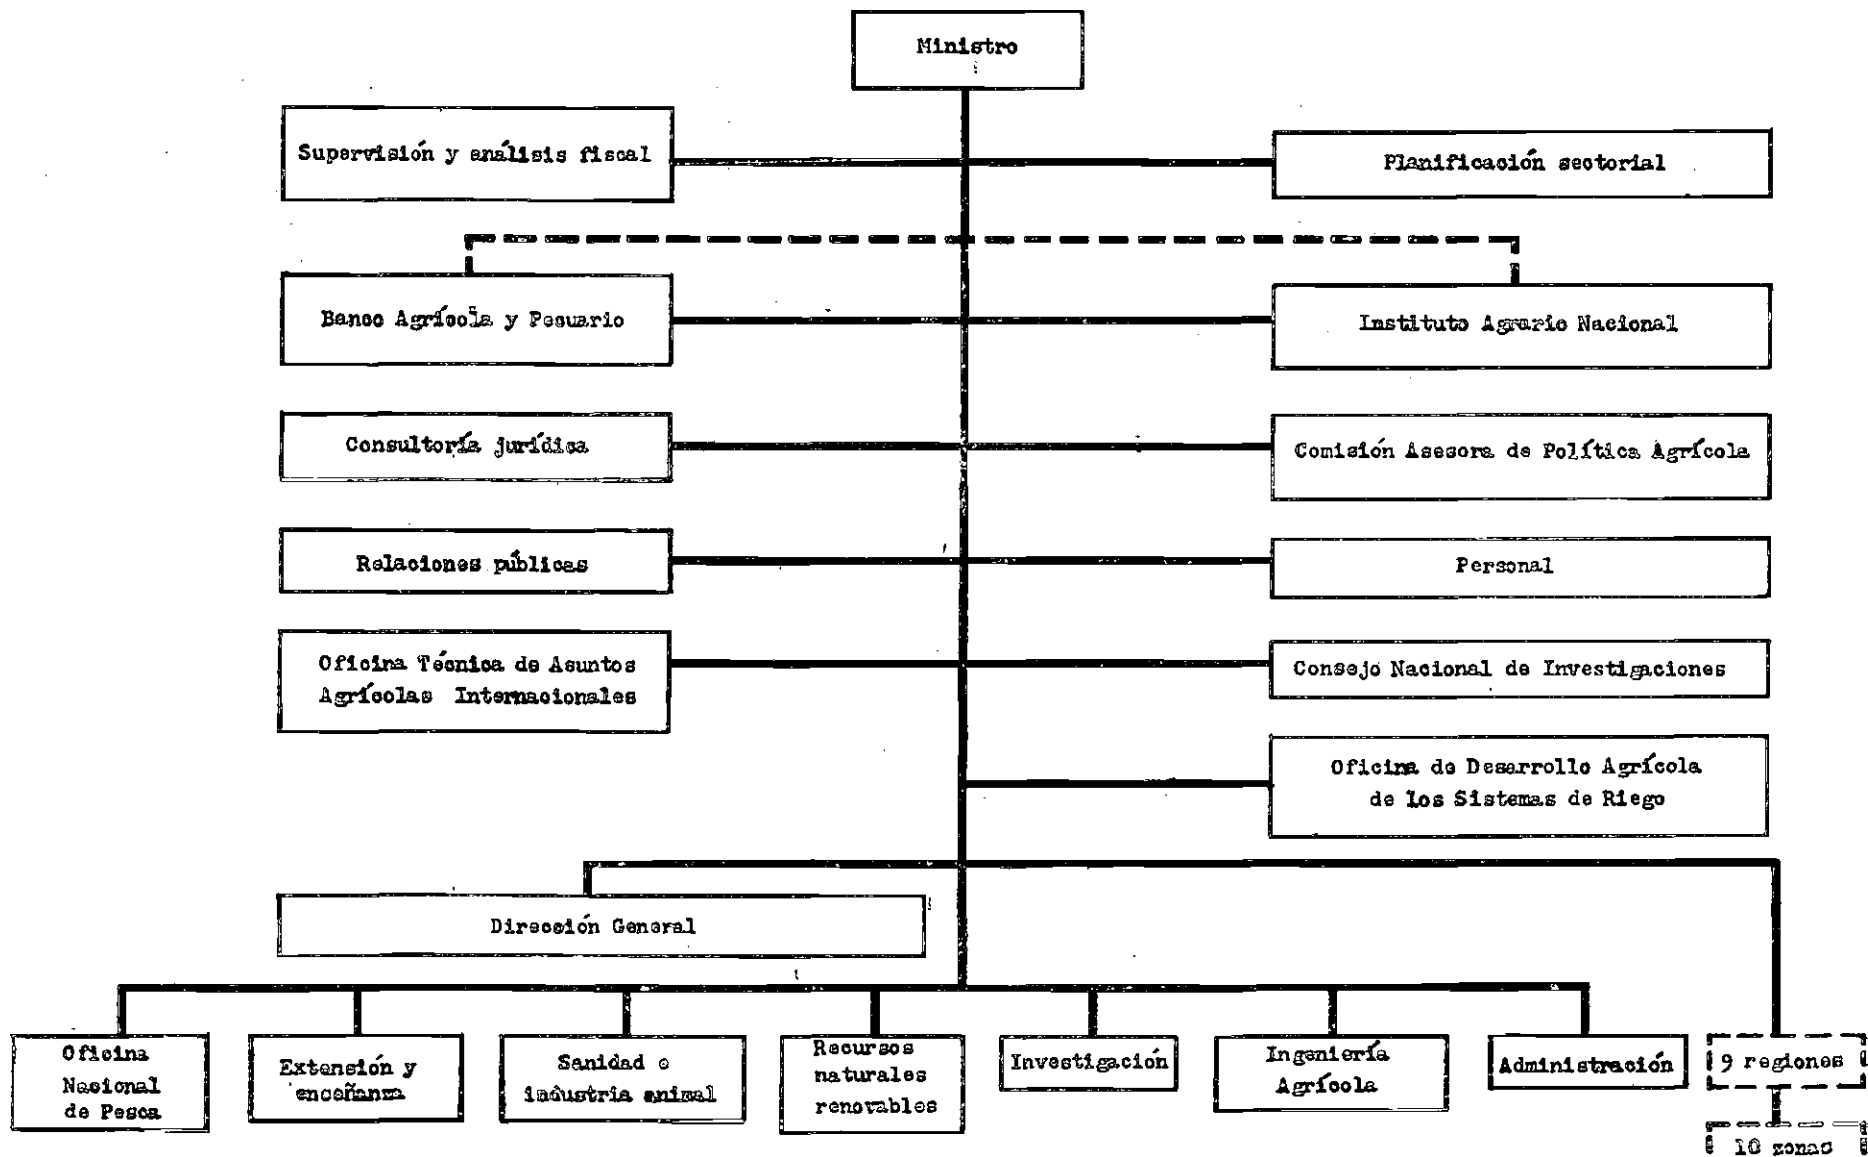 Ministro
Supervisión y análisis fiscal
Planificación sectorial
Banco Agrícola y Pecuario
Instituto Agrario Nacional
Consultoría jurídica
Comisión Asesora de Política Agrícola
Relaciones públicas
Personal
Oficina Técnica de Asuntos
Agrícolas Internacionales
Consejo Nacional de Investigaciones
Oficina de Desarrollo Agrícola
de los Sistemas de Riego
Dirección General
Oficina
Nacional
de Pesca
Extensión y
enseñanza
Sanidad e
industria animal
Recursos
naturales
renovables
Investigación
Ingeniería
Agrícola
Administración
9 regiones
10 zonas